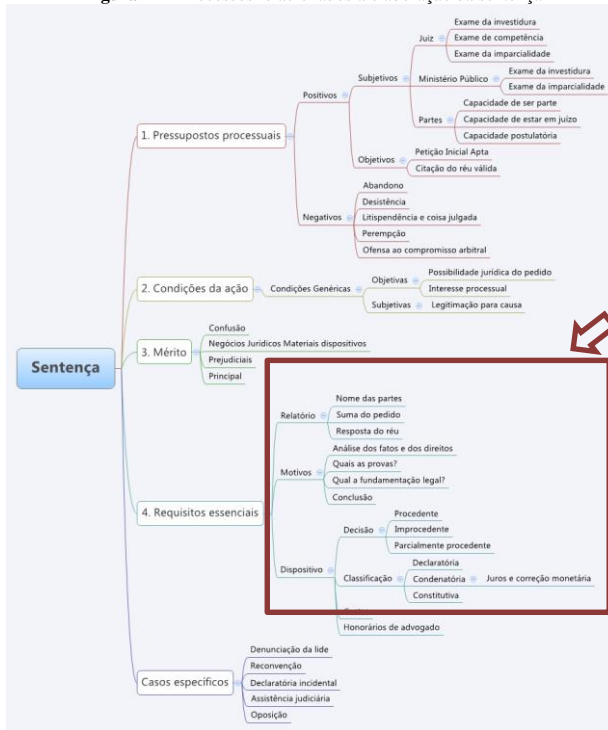 Sentença
1. Pressupostos processuais
Positivos
Subjetivos
Juiz
Exame da investidura
Exame de competência
Exame da imparcialidade
Ministério Público
Exame da investidura
Exame da imparcialidade
Partes
Capacidade de ser parte
Capacidade de estar em juízo
Capacidade postulatória
Objetivos
Petição Inicial Apta
Citação do réu válida
Negativos
Abandono
Desistência
Litispendência e coisa julgada
Perempção
Ofensa ao compromisso arbitral
2. Condições da ação
Condições Genéricas
Objetivas
Possibilidade jurídica do pedido
Interesse processual
Subjetivas
Legitimação para causa
3. Mérito
Confusão
Negócios Jurídicos Materiais dispositivos
Prejudiciais
Principal
4. Requisitos essenciais
Relatório
Nome das partes
Suma do pedido
Resposta do réu
Motivos
Análise dos fatos e dos direitos
Quais as provas?
Qual a fundamentação legal?
Conclusão
Dispositivo
Decisão
Procedente
Improcedente
Parcialmente procedente
Classificação
Declaratória
Condenatória
Juros e correção monetária
Constitutiva
Honorários de advogado
Casos específicos
Denunciação da lide
Reconvenção
Declaratória incidental
Assistência judiciária
Oposição